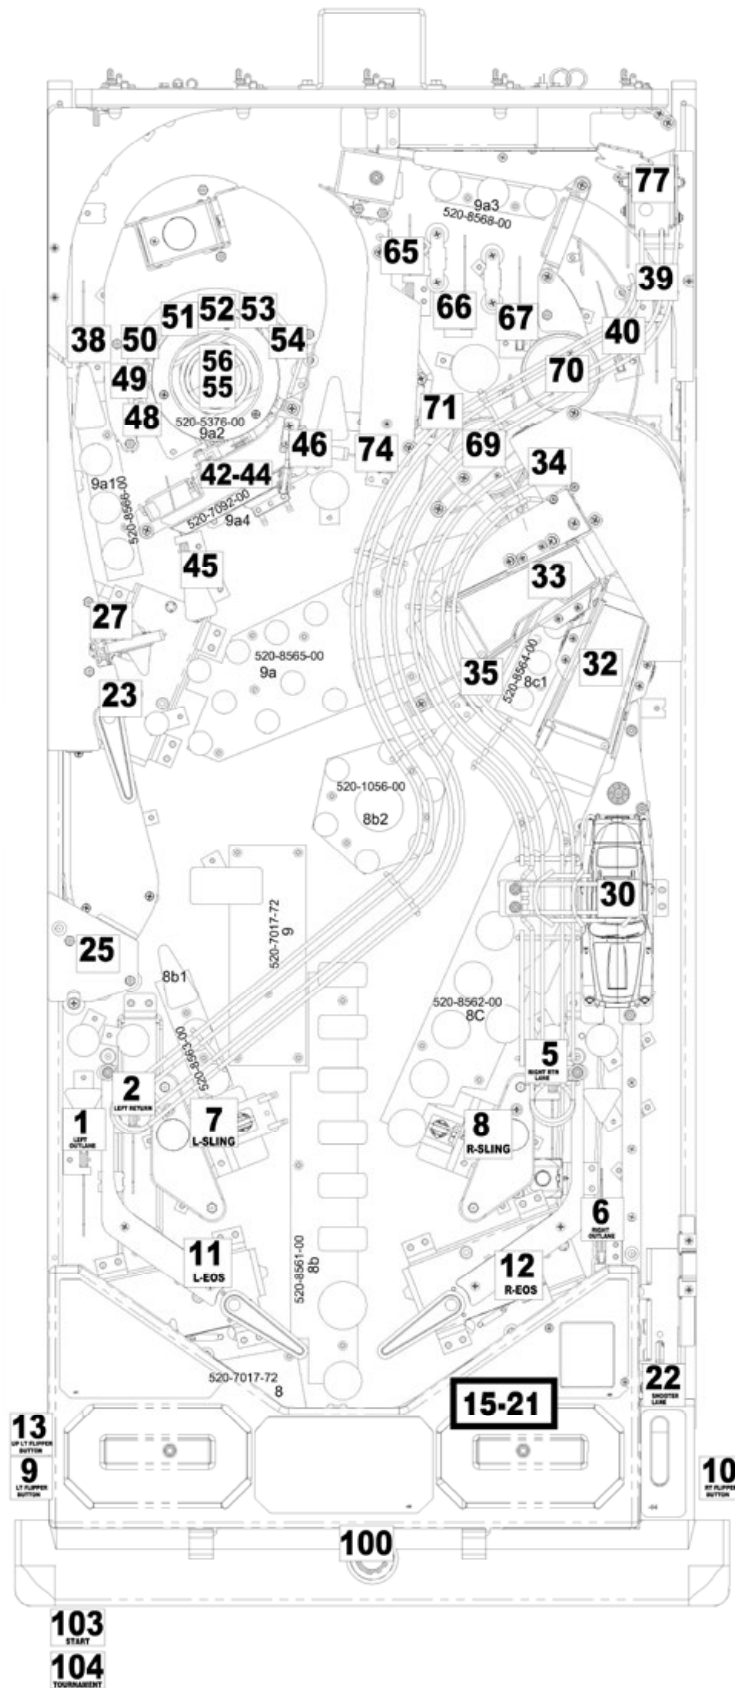 77
9a3
520-8568-00
65
39
66
67
40
51
52
53
38
50
54
56
70
49
55
48
71
520-5376-00
9a2
46
74
69
34
42-44
9a1
520-8566-00
520-7092-00
9a4
45
33
27
520-8565-00
9a
32
35
520-8564-00
8c1
23
520-1056-00
8b2
30
520-7017-72
9
25
8b1
520-8562-00
8C
520-8563-00
5
RIGHT RTN
LANE
2
LEFT RETURN
1
LEFT
OUTLANE
7
L-SLING
8
R-SLING
6
RIGHT
OUTLANE
11
L-EOS
12
R-EOS
520-8561-00
8b
520-7017-72
8
22
SHOOTER
LANE
15-21
13
UP LT FLIPPER
BUTTON
9
LT FLIPPER
BUTTON
10
RT FLIPPER
BUTTON
100
103
START
104
TOURNAMENT